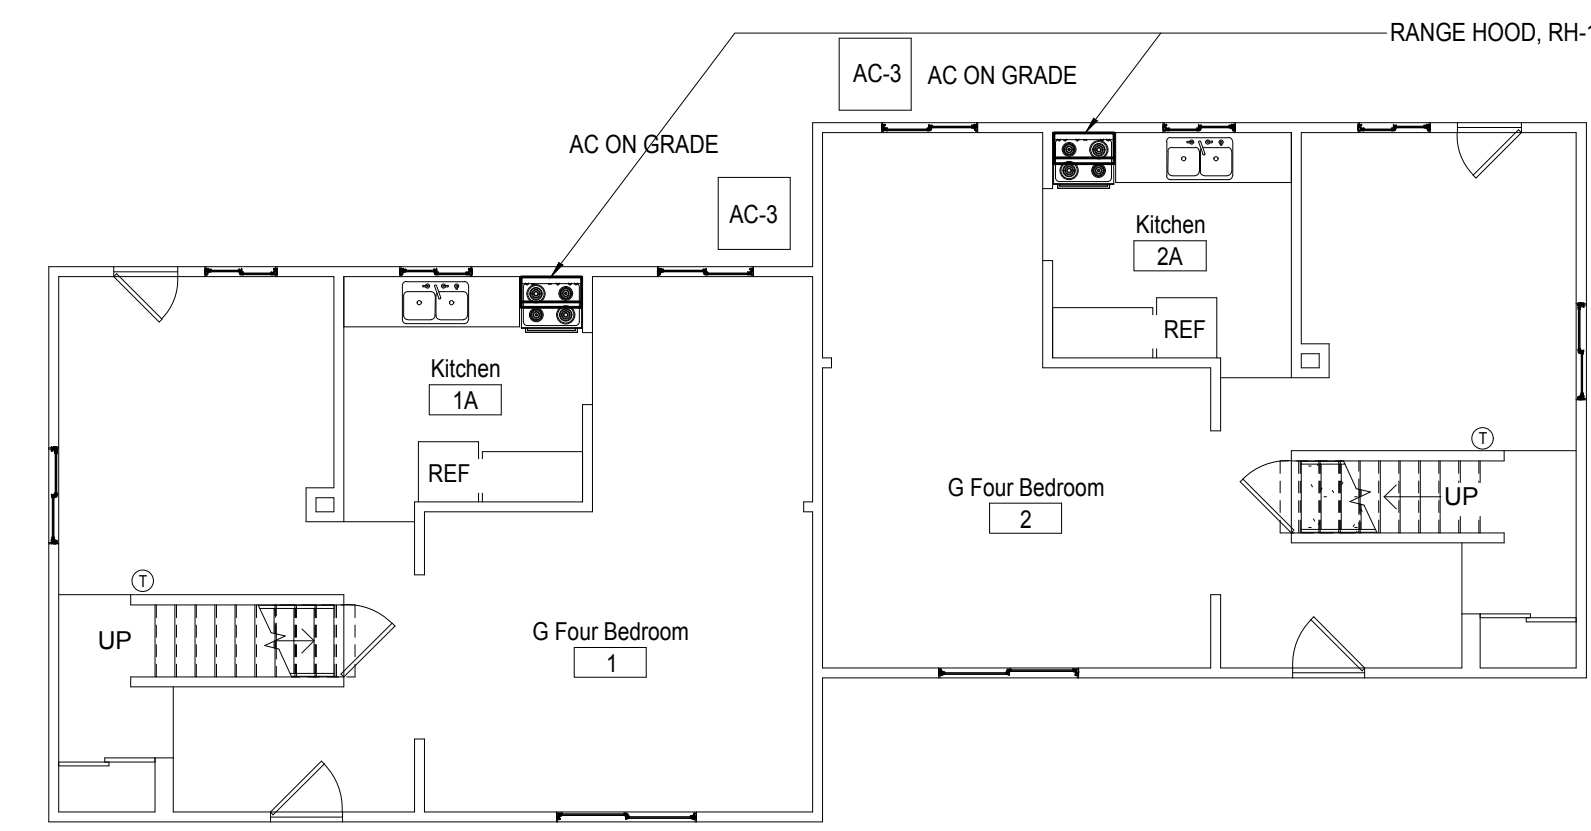 RANGE HOOD, RH-1
AC-3
AC ON GRADE
AC ON GRADE
AC-3
Kitchen
2A
REF
Kitchen
1A
REF
T
G Four Bedroom
2
UP
T
UP
G Four Bedroom
1